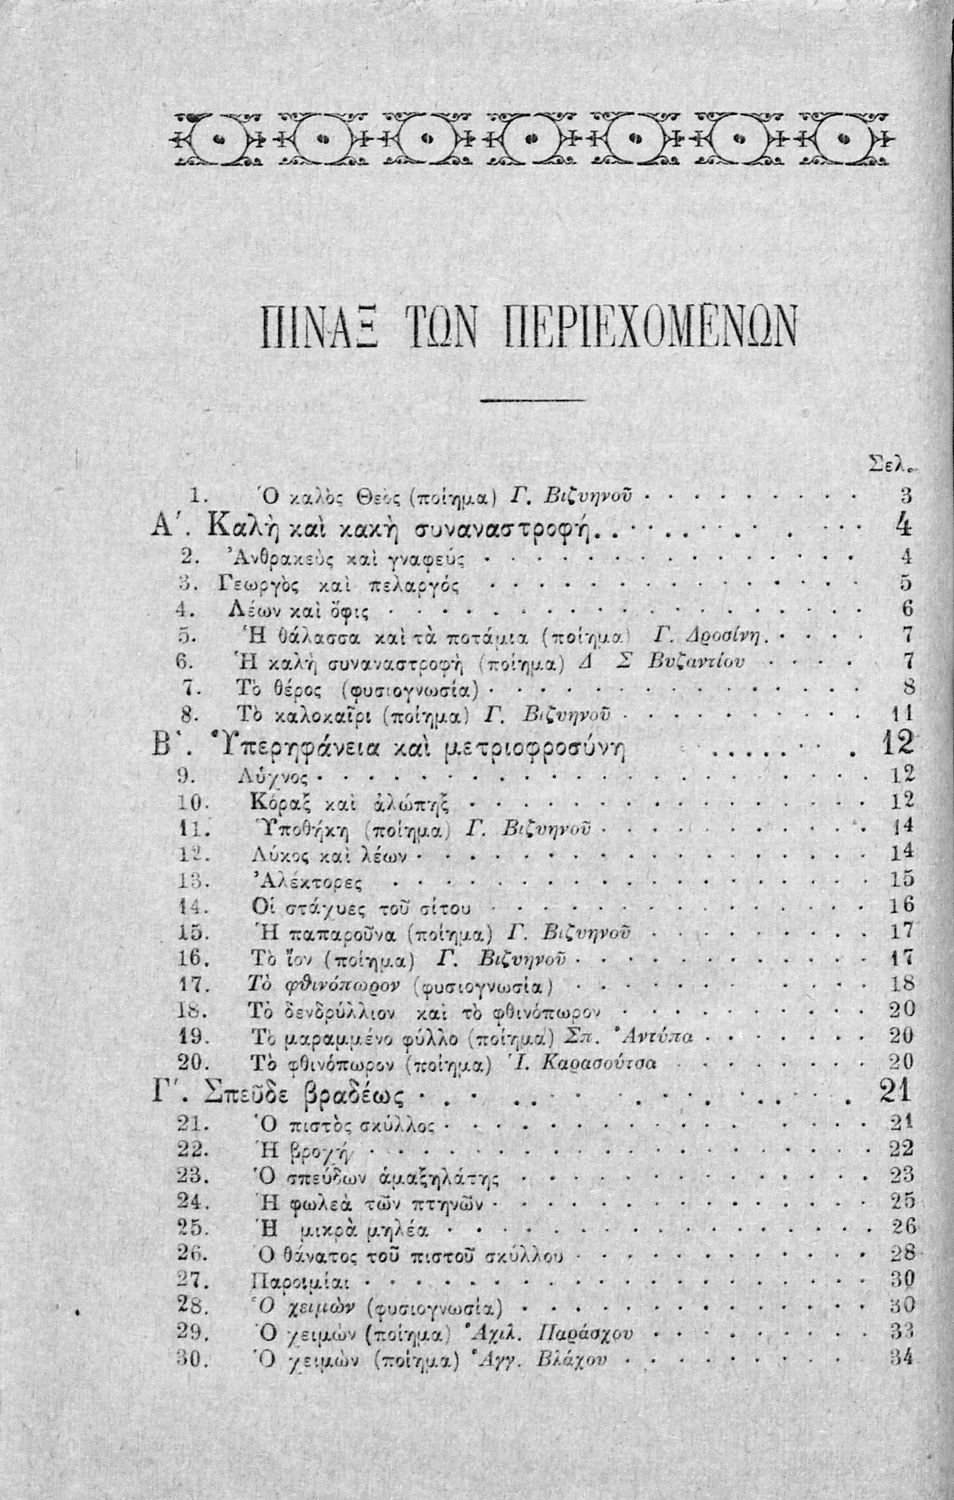 ΠΙΝΑΞ ΤΩΝ ΠΕΡΙΕΧΟΜΕΝΩΝ
Σελ.
1. Ὁ καλὸς Θεὸς (ποίημα) Γ. Βιζυηνοῦ 3
Α΄. Καλὴ καὶ κακὴ συναναστροφή 4
2. Ἀνθρακεὺς καὶ γναφεύς 4
3. Γεωργὸς καὶ πελαργός 5
4. Λέων καὶ ὄφις 6
5. Ἡ θάλασσα καὶ τὰ ποτάμια (ποίημα) Γ. Δροσίνη. 7
6. Ἡ καλὴ συναναστροφὴ (ποίημα) Δ Σ Βυζαντίου 7
7. Τὸ θέρος (φυσιογνωσία) 8
8. Τὸ καλοκαῖρι (ποίημα) Γ. Βιζυηνοῦ 11
Β΄. Ὑπερηφάνεια καὶ μετριοφροσύνη 12
9. Λύχνος 12
10. Κόραξ καὶ ἀλώπηξ 12
11. Ὑποθήκη (ποίημα) Γ. Βιζυηνοῦ 14
12. Λύκος καὶ λέων 14
13. Ἀλέκτορες 15
14. Οἱ στάχυες τοῦ σίτου 16
15. Ἡ παπαροῦνα (ποίημα) Γ. Βιζυηνοῦ 17
16. Τὸ ἴον (ποίημα) Γ. Βιζυηνοῦ 17
17. Τὸ φθινόπωρον (φυσιογνωσία) 18
18. Τὸ δενδρύλλιον καὶ τὸ φθινόπωρον 20
19. Τὸ μαραμμένο φύλλο (ποίημα) Σπ. Ἀντύπα 20
20. Τὸ φθινόπωρον (ποίημα) Ἰ. Καρασούτσα 20
Γ΄. Σπεῦδε βραδέως 21
21. Ὁ πιστὸς σκύλλος 21
22. Ἡ βροχή 22
23. Ὁ σπεύδων ἁμαξηλάτης 23
24. Ἡ φωλεὰ τῶν πτηνῶν 25
25. Ἡ μικρὰ μηλέα 26
26. Ὁ θάνατος τοῦ πιστοῦ σκύλλου 28
27. Παροιμίαι 30
28. Ὁ χειμὼν (φυσιογνωσία) 30
29. Ὁ χειμὼν (ποίημα) Ἀχιλ. Παράσχου 33
30. Ὁ χειμὼν (ποίημα) Ἀγγ. Βλάχου 34